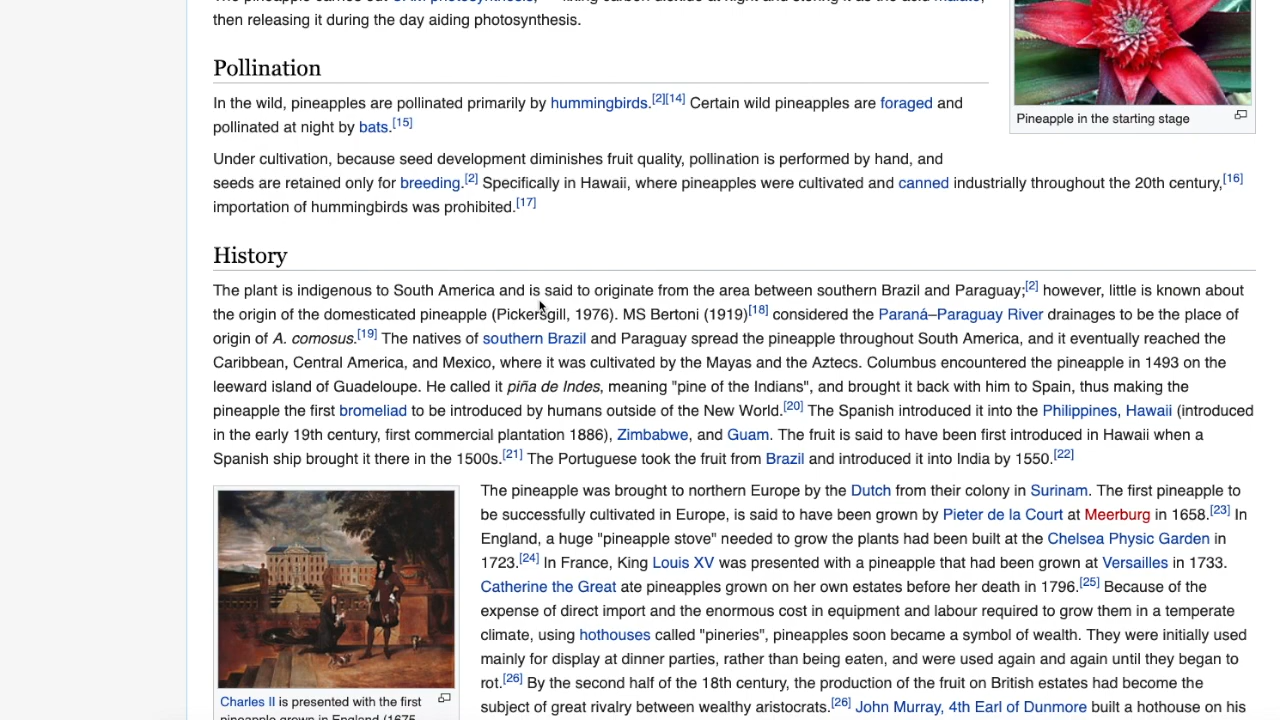 then releasing it during the day aiding photosynthesis.
Pollination
In the wild, pineapples are pollinated primarily by hummingbirds.[2][14] Certain wild pineapples are foraged and
pollinated at night by bats.[15]
Pineapple in the starting stage
Under cultivation, because seed development diminishes fruit quality, pollination is performed by hand, and
seeds are retained only for breeding.[2] Specifically in Hawaii, where pineapples were cultivated and canned industrially throughout the 20th century,[16]
importation of hummingbirds was prohibited.[17]
History
The plant is indigenous to South America and is said to originate from the area between southern Brazil and Paraguay;[2] however, little is known about
the origin of the domesticated pineapple (Pickersgill, 1976). MS Bertoni (1919)[18] considered the Paraná–Paraguay River drainages to be the place of
origin of A. comosus.[19] The natives of southern Brazil and Paraguay spread the pineapple throughout South America, and it eventually reached the
Caribbean, Central America, and Mexico, where it was cultivated by the Mayas and the Aztecs. Columbus encountered the pineapple in 1493 on the
leeward island of Guadeloupe. He called it piña de Indes, meaning "pine of the Indians", and brought it back with him to Spain, thus making the
pineapple the first bromeliad to be introduced by humans outside of the New World.[20] The Spanish introduced it into the Philippines, Hawaii (introduced
in the early 19th century, first commercial plantation 1886), Zimbabwe, and Guam. The fruit is said to have been first introduced in Hawaii when a
Spanish ship brought it there in the 1500s.[21] The Portuguese took the fruit from Brazil and introduced it into India by 1550.[22]
The pineapple was brought to northern Europe by the Dutch from their colony in Surinam. The first pineapple to
be successfully cultivated in Europe, is said to have been grown by Pieter de la Court at Meerburg in 1658.[23] In
England, a huge "pineapple stove" needed to grow the plants had been built at the Chelsea Physic Garden in
1723.[24] In France, King Louis XV was presented with a pineapple that had been grown at Versailles in 1733.
Catherine the Great ate pineapples grown on her own estates before her death in 1796.[25] Because of the
expense of direct import and the enormous cost in equipment and labour required to grow them in a temperate
climate, using hothouses called "pineries", pineapples soon became a symbol of wealth. They were initially used
mainly for display at dinner parties, rather than being eaten, and were used again and again until they began to
rot.[26] By the second half of the 18th century, the production of the fruit on British estates had become the
subject of great rivalry between wealthy aristocrats.[26] John Murray, 4th Earl of Dunmore built a hothouse on his
Charles II is presented with the first
pineapple grown in England (1675